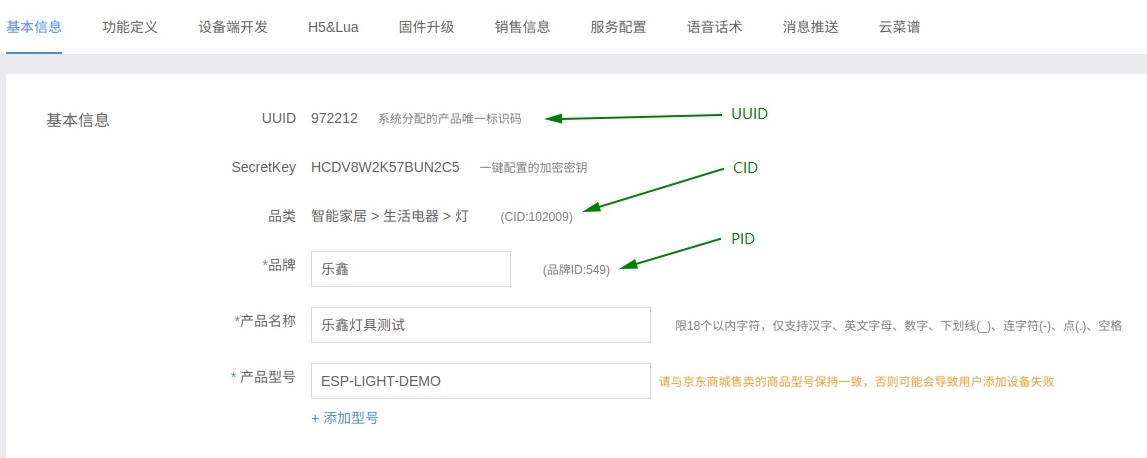 基本信息 功能定义 设备端开发 H5&Lua 固件升级 销售信息 服务配置 语音话术 消息推送 云菜谱
基本信息 UUID 972212 系统分配的产品唯一标识码 UUID
SecretKey HCDV8W2K57BUN2C5 一键配置的加密密钥 CID
品类 智能家居 > 生活电器 > 灯 (CID:102009)
PID
*品牌 乐鑫 (品牌ID:549)
*产品名称 乐鑫灯具测试 限18个以内字符，仅支持汉字、英文字母、数字、下划线(_)、连字符(-)、点(.)、空格
* 产品型号 ESP-LIGHT-DEMO 请与京东商城售卖的商品型号保持一致，否则可能会导致用户添加设备失败
+ 添加型号